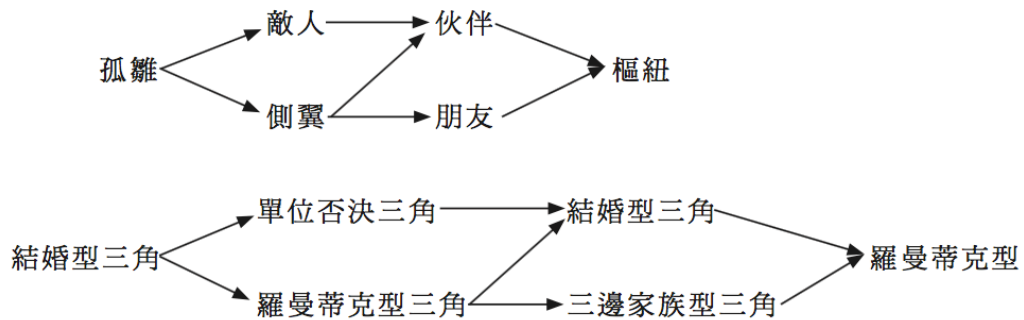 敵人 伙伴
孤雛 樞紐
側翼 朋友
單位否決三角 結婚型三角
結婚型三角 羅曼蒂克型
羅曼蒂克型三角 三邊家族型三角